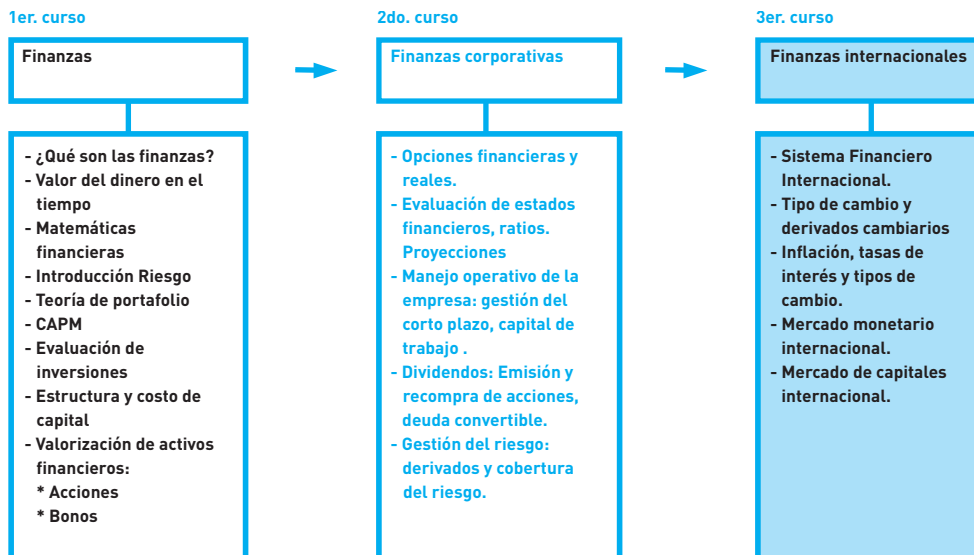 1er. curso
Finanzas
- ¿Qué son las finanzas?
- Valor del dinero en el
tiempo
- Matemáticas
financieras
- Introducción Riesgo
- Teoría de portafolio
- CAPM
- Evaluación de
inversiones
- Estructura y costo de
capital
- Valorización de activos
financieros:
* Acciones
* Bonos
2do. curso
Finanzas corporativas
- Opciones financieras y
reales.
- Evaluación de estados
financieros, ratios.
Proyecciones
- Manejo operativo de la
empresa: gestión del
corto plazo, capital de
trabajo .
- Dividendos: Emisión y
recompra de acciones,
deuda convertible.
- Gestión del riesgo:
derivados y cobertura
del riesgo.
3er. curso
Finanzas internacionales
- Sistema Financiero
Internacional.
- Tipo de cambio y
derivados cambiarios
- Inflación, tasas de
interés y tipos de
cambio.
- Mercado monetario
internacional.
- Mercado de capitales
internacional.